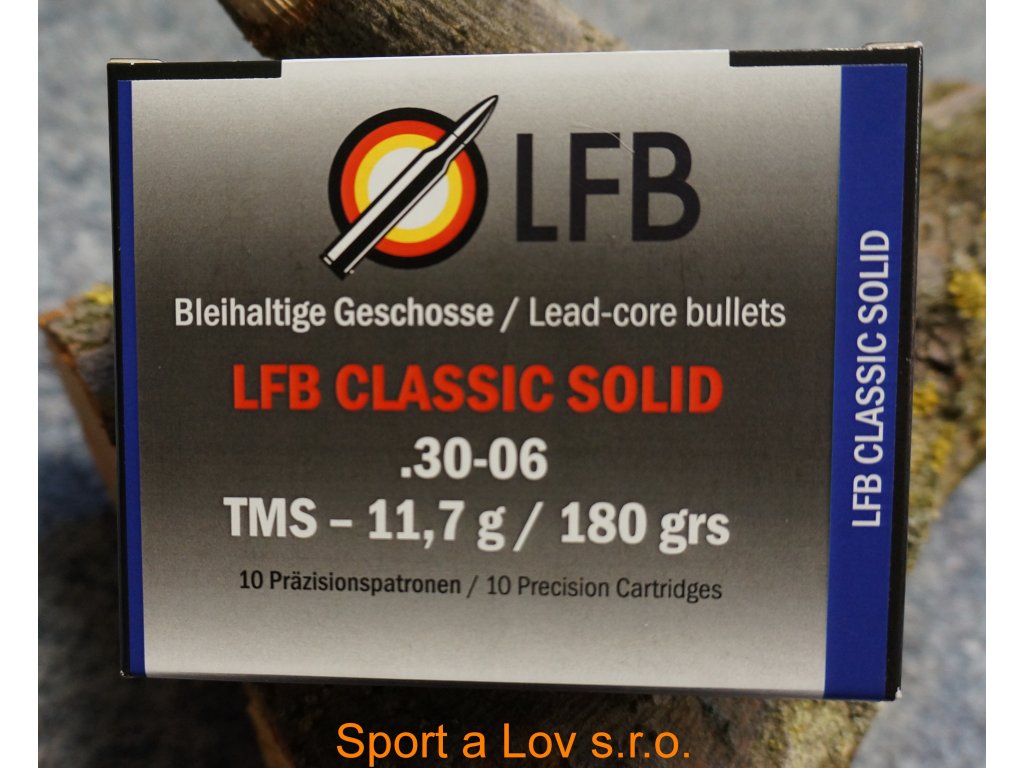 LFB
Bleihaltige Geschosse / Lead-core bullets
LFB CLASSIC SOLID
.30-06
TMS – 11,7 g / 180 grs
10 Präzisionspatronen / 10 Precision Cartridges
LFB CLASSIC SOLID
Sport a Lov s.r.o.